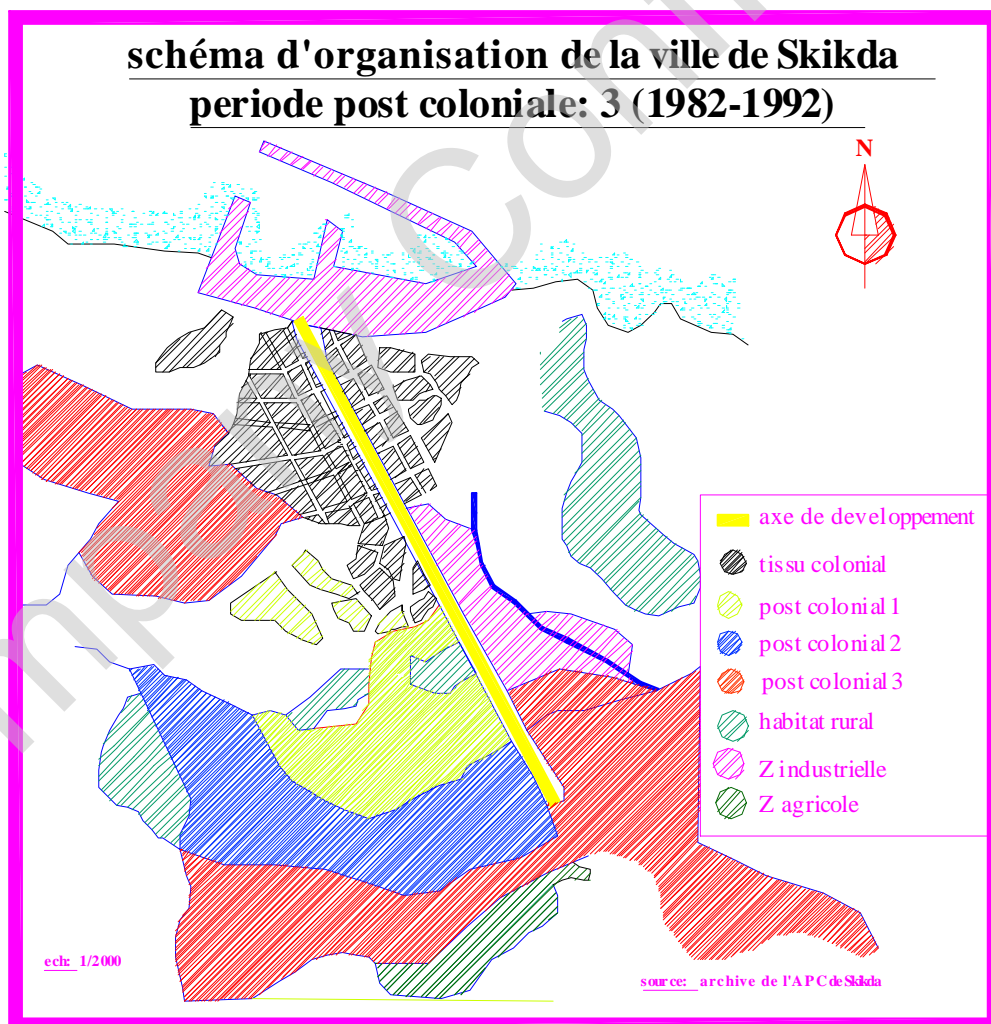 schéma d'organisation de la ville de Skikda
periode post coloniale: 3 (1982-1992)
N
axe de developpement
tissu colonial
post colonial 1
post colonial 2
post colonial 3
habitat rural
Z industrielle
Z agricole
ech: 1/2000
source: archive de l'APC de Skikda